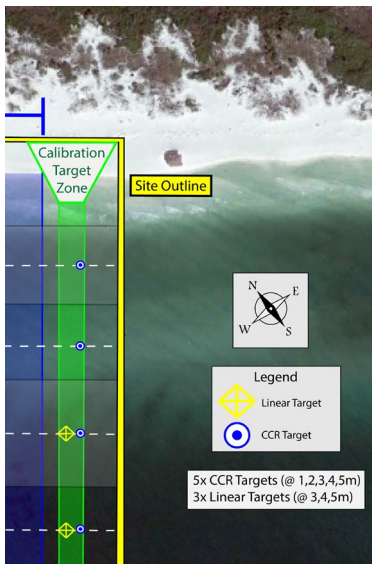 Calibration
Target
Zone
Site Outline
N
E
W
S
Legend
Linear Target
CCR Target
5x CCR Targets (@ 1,2,3,4,5m)
3x Linear Targets (@ 3,4,5m)